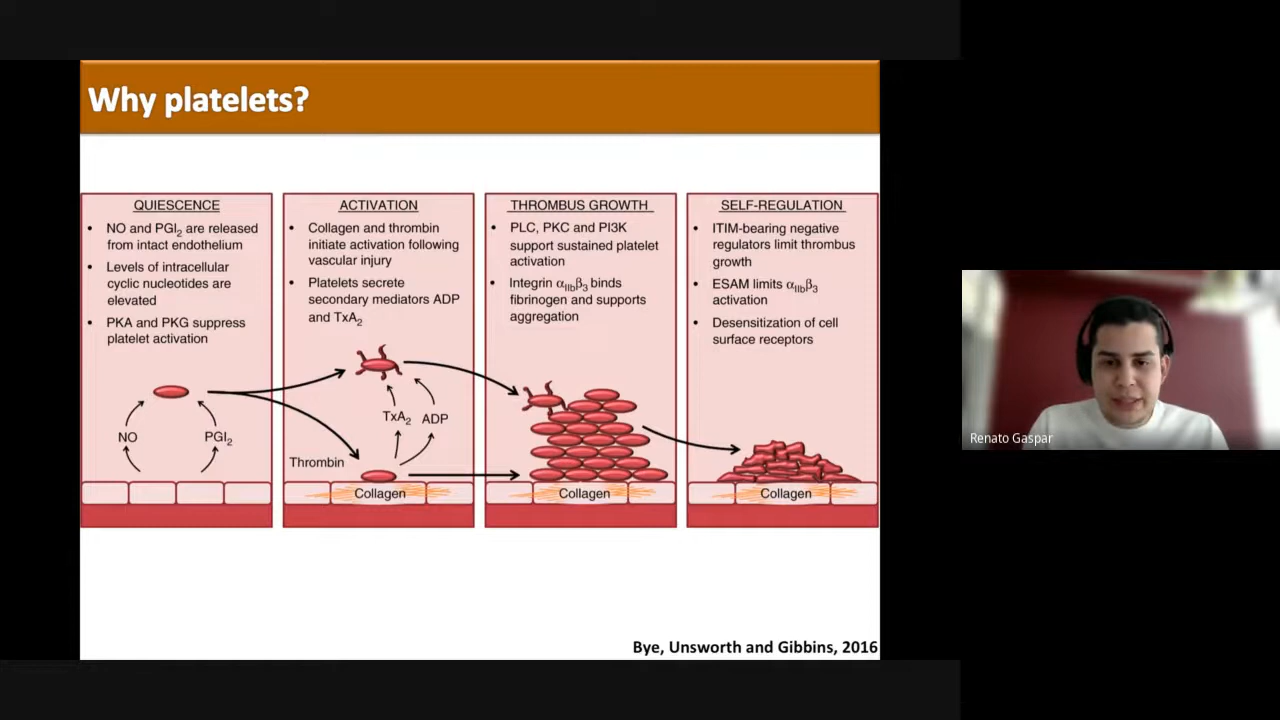 Why platelets?
QUIESCENCE
• NO and PGI₂ are released
from intact endothelium
• Levels of intracellular
cyclic nucleotides are
elevated
• PKA and PKG suppress
platelet activation
NO
PGI₂
ACTIVATION
• Collagen and thrombin
initiate activation following
vascular injury
• Platelets secrete
secondary mediators ADP
and TxA₂
TxA₂
ADP
Thrombin
Collagen
THROMBUS GROWTH
• PLC, PKC and PI3K
support sustained platelet
activation
• Integrin αIIbβ₃ binds
fibrinogen and supports
aggregation
Collagen
SELF-REGULATION
• ITIM-bearing negative
regulators limit thrombus
growth
• ESAM limits αIIbβ₃
activation
• Desensitization of cell
surface receptors
Collagen
Bye, Unsworth and Gibbins, 2016
Renato Gaspar